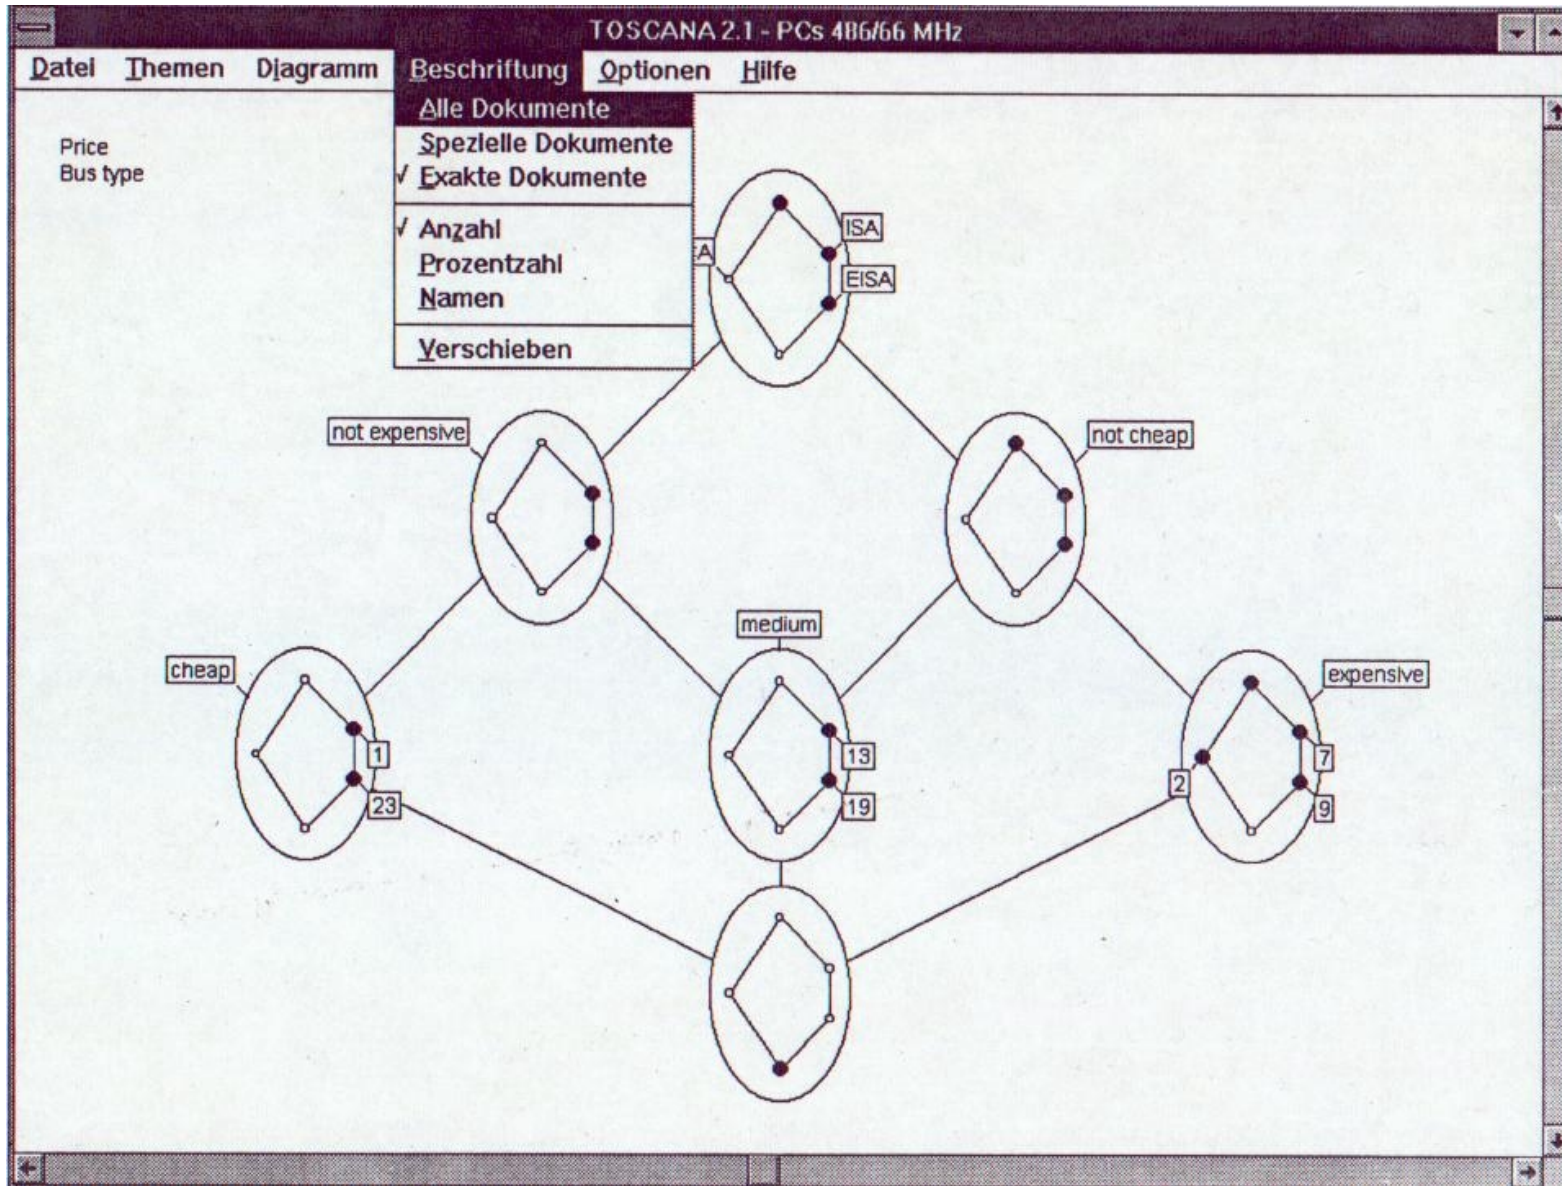 TOSCANA 2.1 - PCs 486/66 MHz
Datei Themen Diagramm Beschriftung Optionen Hilfe
Alle Dokumente
Spezielle Dokumente
√ Exakte Dokumente
√ Anzahl
Prozentzahl
Namen
Verschieben
Price
Bus type
ISA
EISA
not expensive
not cheap
medium
cheap
expensive
1
23
13
19
2
7
9